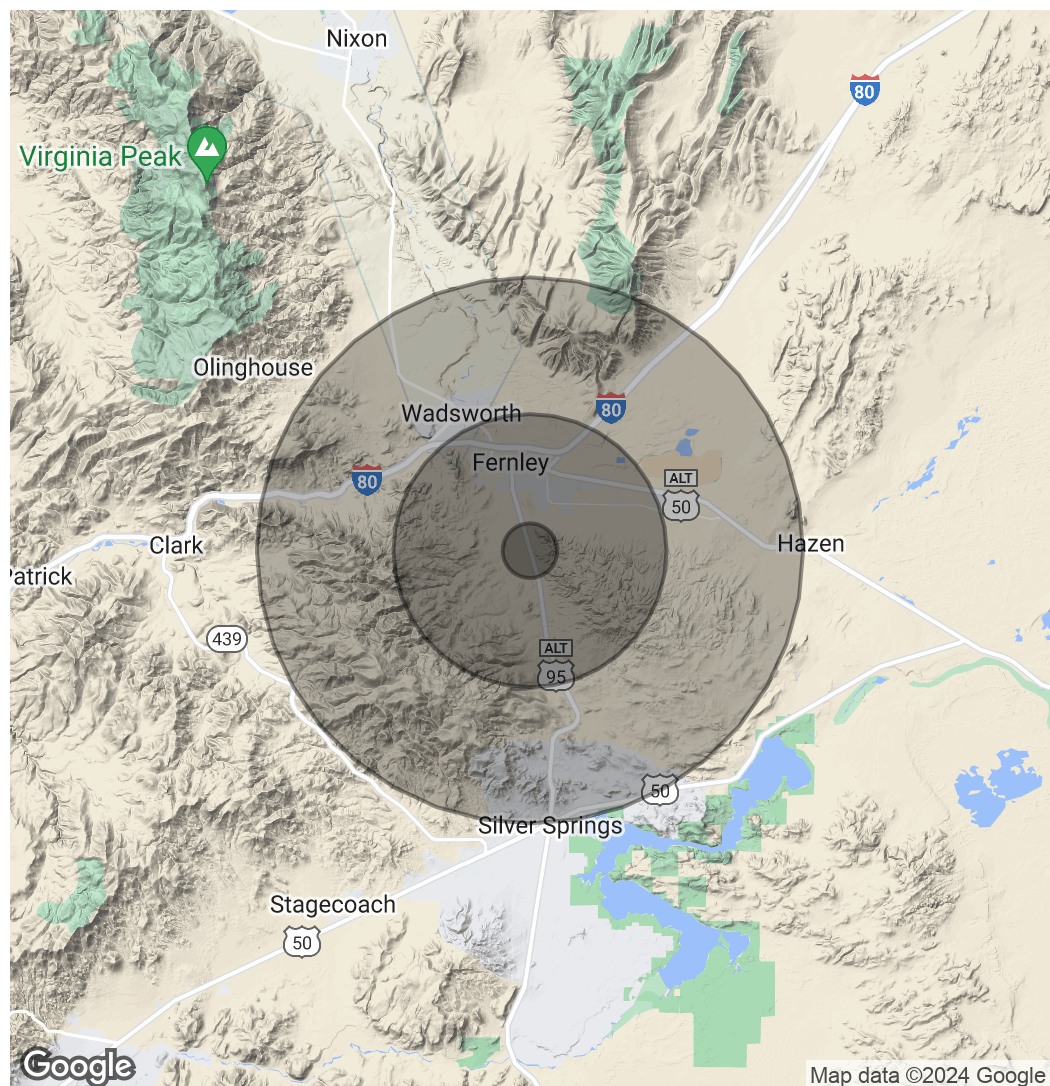 Nixon
80
Virginia Peak
Olinghouse
Wadsworth
80
Fernley
80
ALT
50
Clark
Hazen
Patrick
439
ALT
95
50
Silver Springs
Stagecoach
50
Google
Map data ©2024 Google